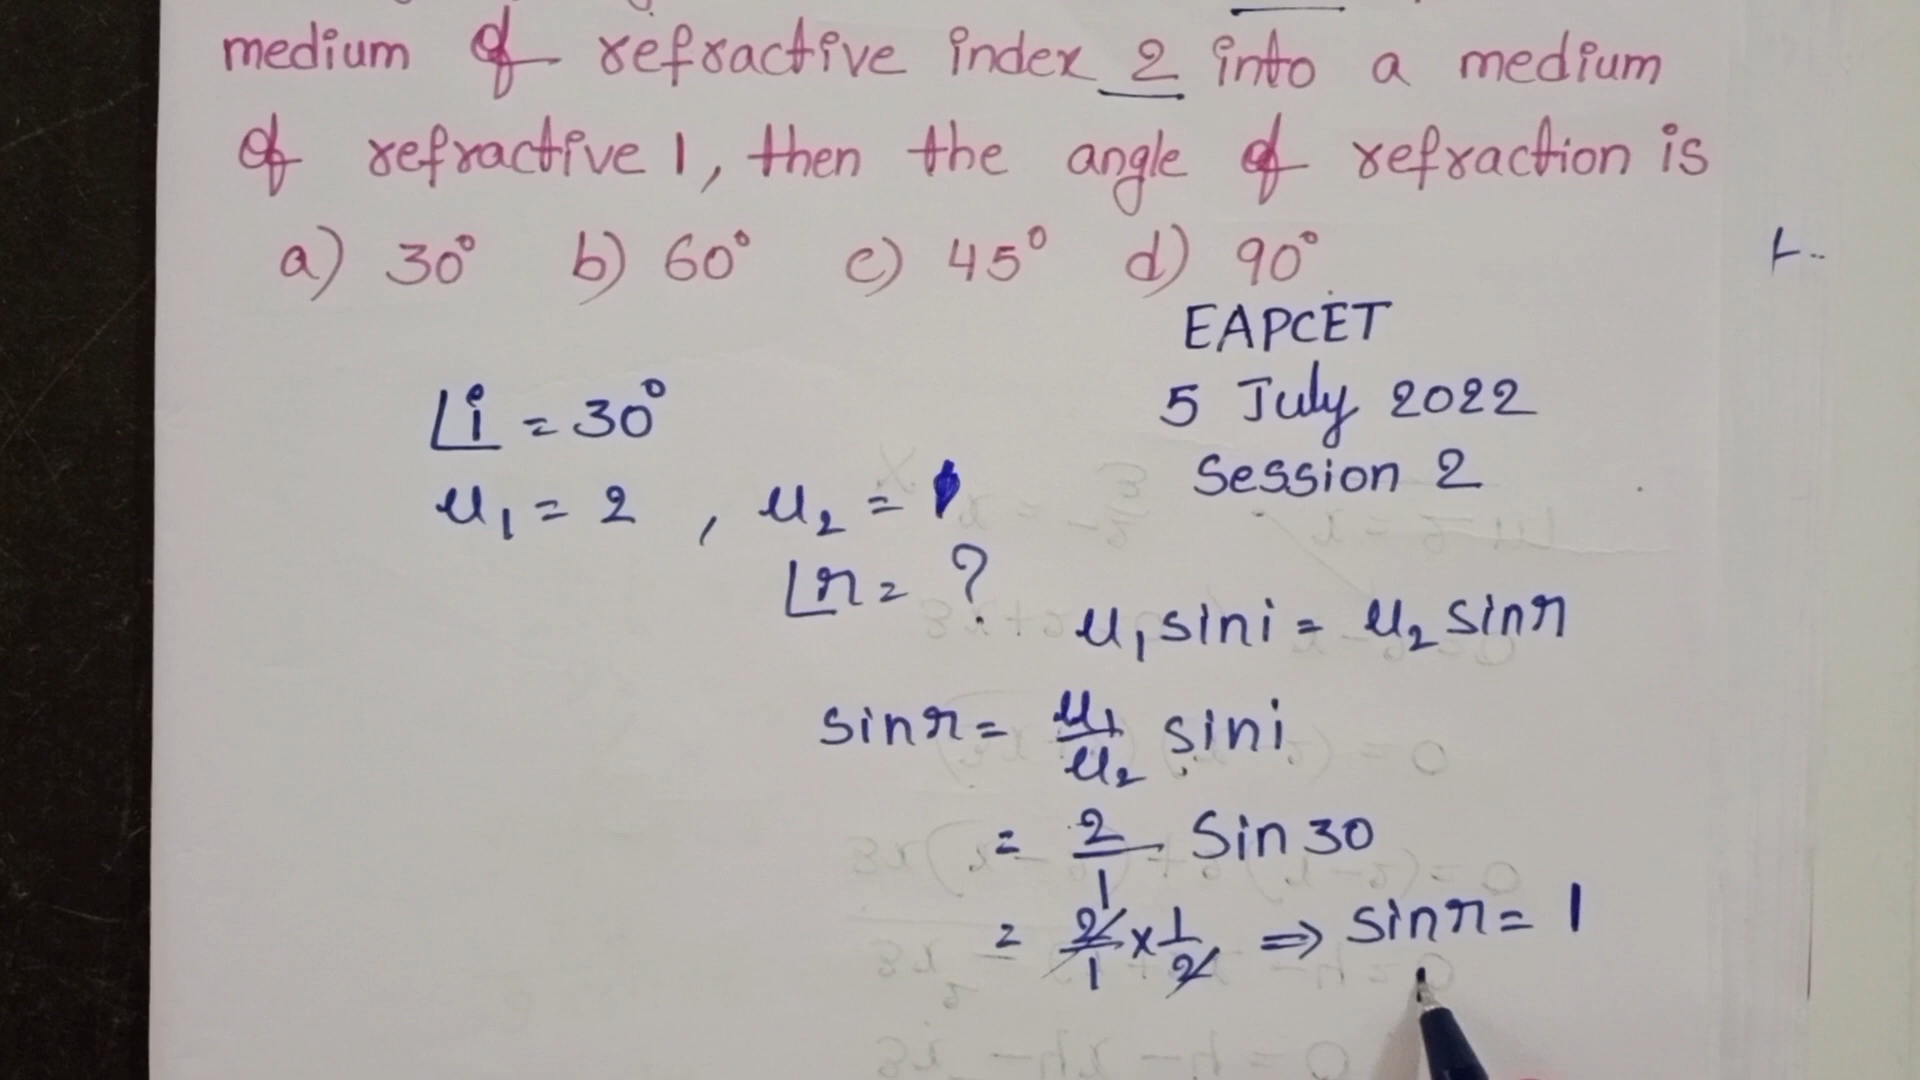 medium of refractive index 2 into a medium
of refractive 1, then the angle of refraction is
a) 30° b) 60° c) 45° d) 90°
EAPCET
5 July 2022
Session 2
∠i = 30°
μ₁ = 2 , μ₂ = 1
∠r = ?
μ₁ sin i = μ₂ sin r
sin r = μ₁/μ₂ sin i
= 2/1 Sin 30
= 2/1 × 1/2 ⇒ sin r = 1